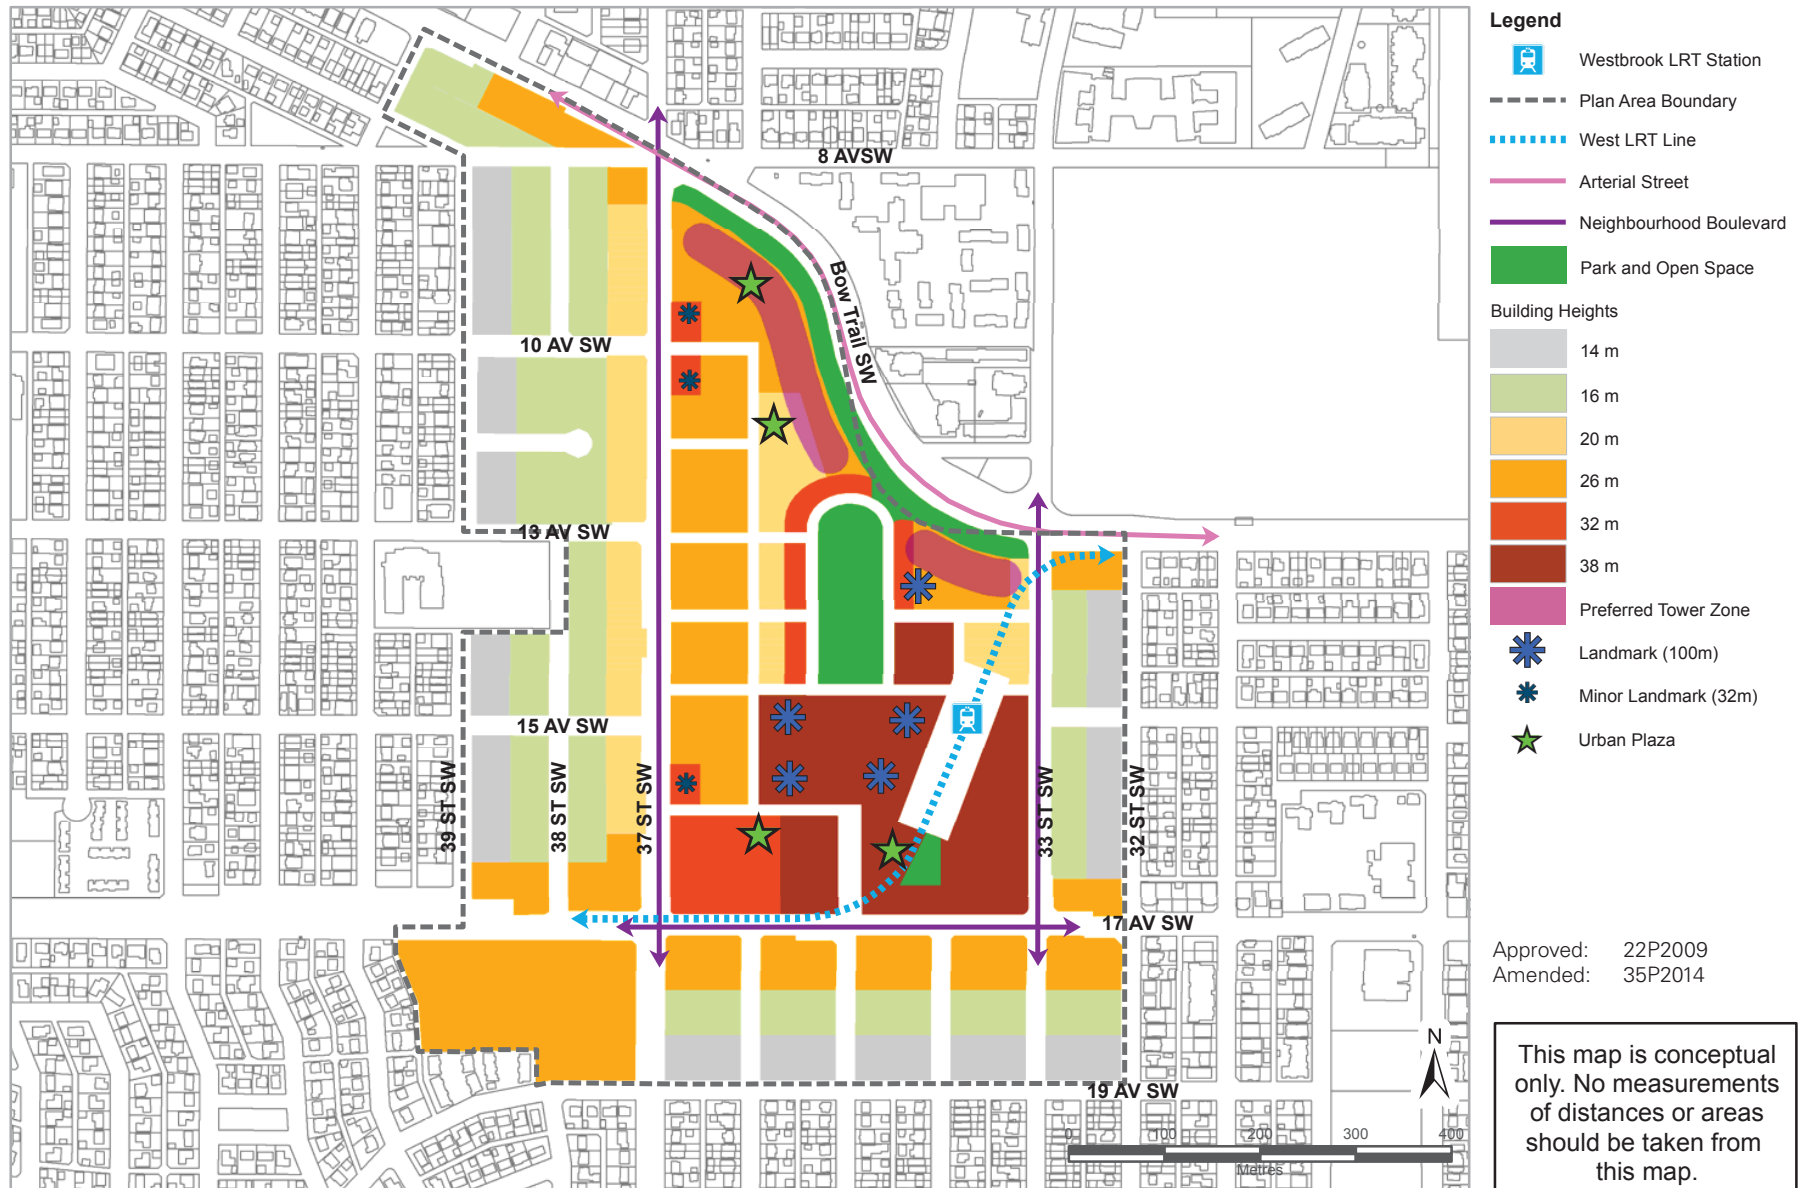 Legend
Westbrook LRT Station
Plan Area Boundary
West LRT Line
Arterial Street
Neighbourhood Boulevard
Park and Open Space
Building Heights
14 m
16 m
20 m
26 m
32 m
38 m
Preferred Tower Zone
Landmark (100m)
Minor Landmark (32m)
Urban Plaza
8 AVSW
Bow Trail SW
10 AV SW
13 AV SW
15 AV SW
39 ST SW
38 ST SW
37 ST SW
33 ST SW
32 ST SW
17 AV SW
19 AV SW
Approved: 22P2009
Amended: 35P2014
N
0 100 200 300 400
Metres
This map is conceptual
only. No measurements
of distances or areas
should be taken from
this map.